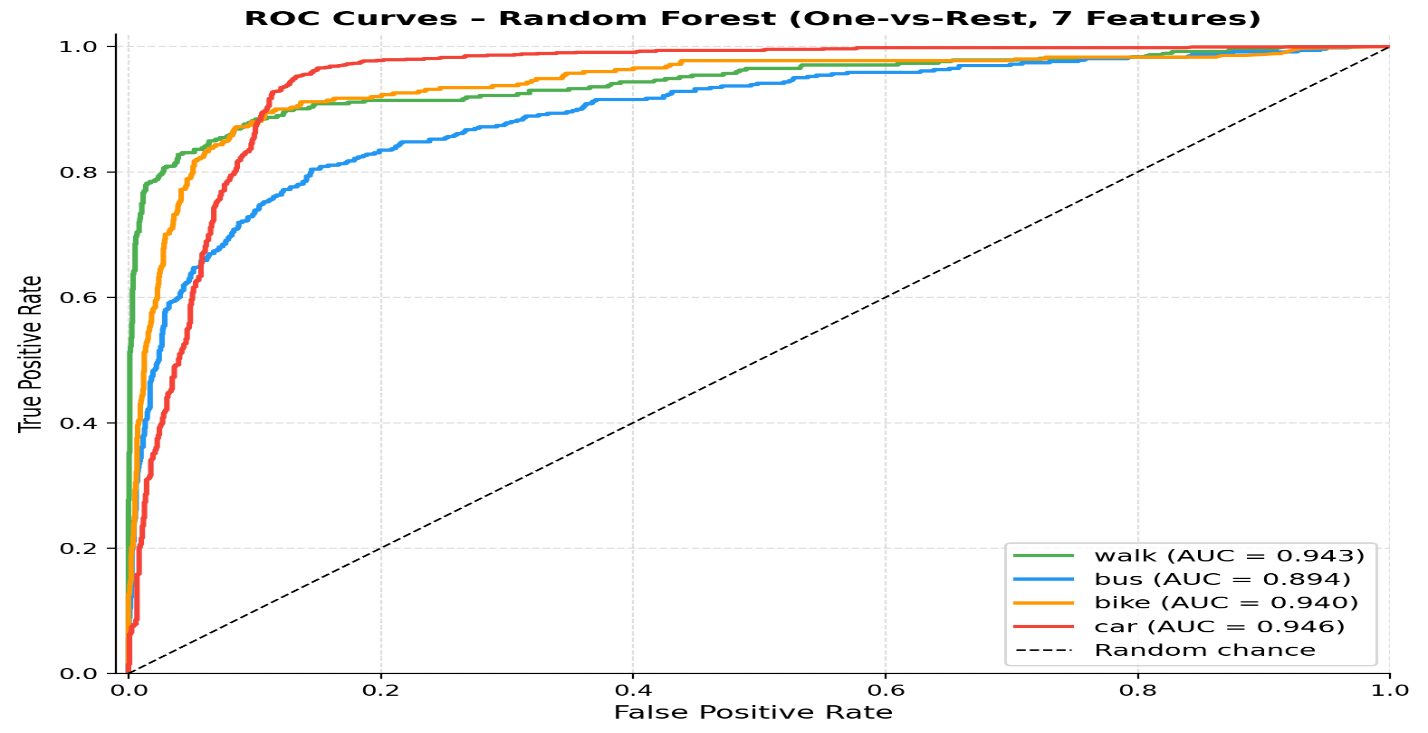 ROC Curves – Random Forest (One-vs-Rest, 7 Features)
True Positive Rate
1.0
0.8
0.6
0.4
0.2
0.0
0.0 0.2 0.4 0.6 0.8 1.0
False Positive Rate
walk (AUC = 0.943)
bus (AUC = 0.894)
bike (AUC = 0.940)
car (AUC = 0.946)
Random chance